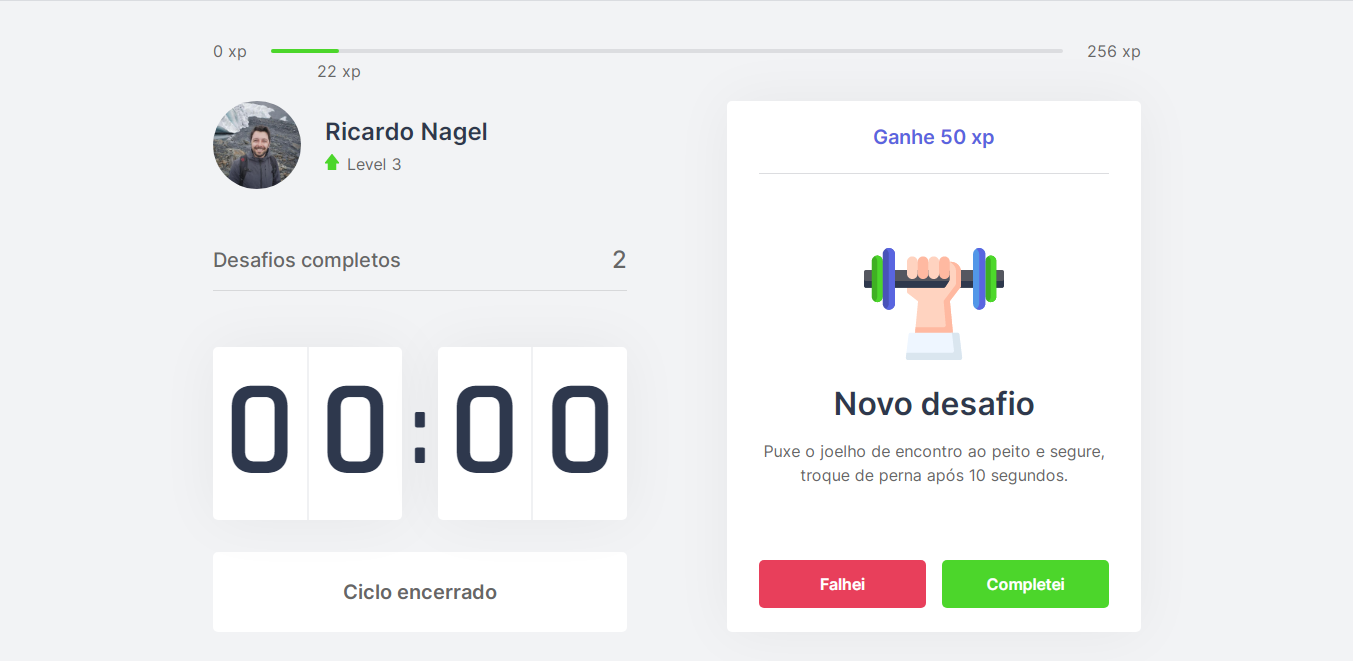 0 xp
256 xp
22 xp
Ricardo Nagel
Level 3
Desafios completos
2
00:00
Ciclo encerrado
Ganhe 50 xp
Novo desafio
Puxe o joelho de encontro ao peito e segure,
troque de perna após 10 segundos.
Falhei
Completei